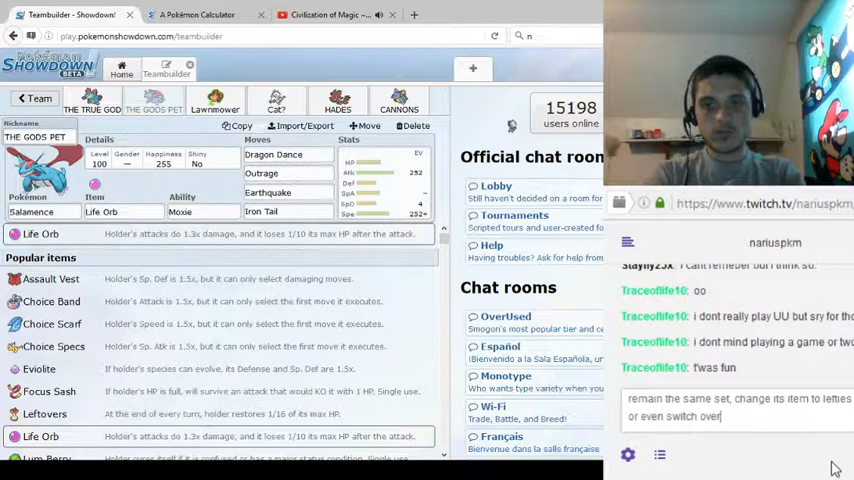 Teambuilder - Showdown!
A Pokémon Calculator
Civilization of Magic ~...
play.pokemonshowdown.com/teambuilder
n
Pokémon
SHOWDOWN
BETA
Home
Teambuilder
Team
THE TRUE GOD
THE GODS PET
Lawnmower
Cat?
HADES
CANNONS
Nickname
THE GODS PET
Copy
Import/Export
Move
Delete
Details
Level
Gender
Happiness
Shiny
100
—
255
No
Moves
Dragon Dance
Outrage
Earthquake
Iron Tail
Stats
EV
HP
Atk
252
Def
SpA
–
SpD
4
Spe
252+
Pokémon
Item
Ability
Salamence
Life Orb
Moxie
Life Orb
Holder's attacks do 1.3x damage, and it loses 1/10 its max HP after the attack.
Popular items
Assault Vest
Holder's Sp. Def is 1.5x, but it can only select damaging moves.
Choice Band
Holder's Attack is 1.5x, but it can only select the first move it executes.
Choice Scarf
Holder's Speed is 1.5x, but it can only select the first move it executes.
Choice Specs
Holder's Sp. Atk is 1.5x, but it can only select the first move it executes.
Eviolite
If holder's species can evolve, its Defense and Sp. Def are 1.5x.
Focus Sash
If holder's HP is full, will survive an attack that would KO it with 1 HP. Single use.
Leftovers
At the end of every turn, holder restores 1/16 of its max HP.
Life Orb
Holder's attacks do 1.3x damage, and it loses 1/10 its max HP after the attack.
Lum Berry
15198
users online
Official chat rooms
Lobby
Still haven't decided on a room for
Tournaments
Scripted tours and user-created fo
Help
Having troubles? Ask for help from
Chat rooms
OverUsed
Smogon's most popular tier and ce
Español
¡Bienvenido a la Sala Española, un
Monotype
Who wants type variety when you
Wi-Fi
Trade, Battle, and Breed!
Français
Bienvenue dans la salle française
https://www.twitch.tv/nariuspkm/
nariuspkm
Traceoflife10: oo
Traceoflife10: i dont really play UU but sry for tho
Traceoflife10: i dont mind playing a game or two
Traceoflife10: t'was fun
remain the same set, change its item to lefties
or even switch over